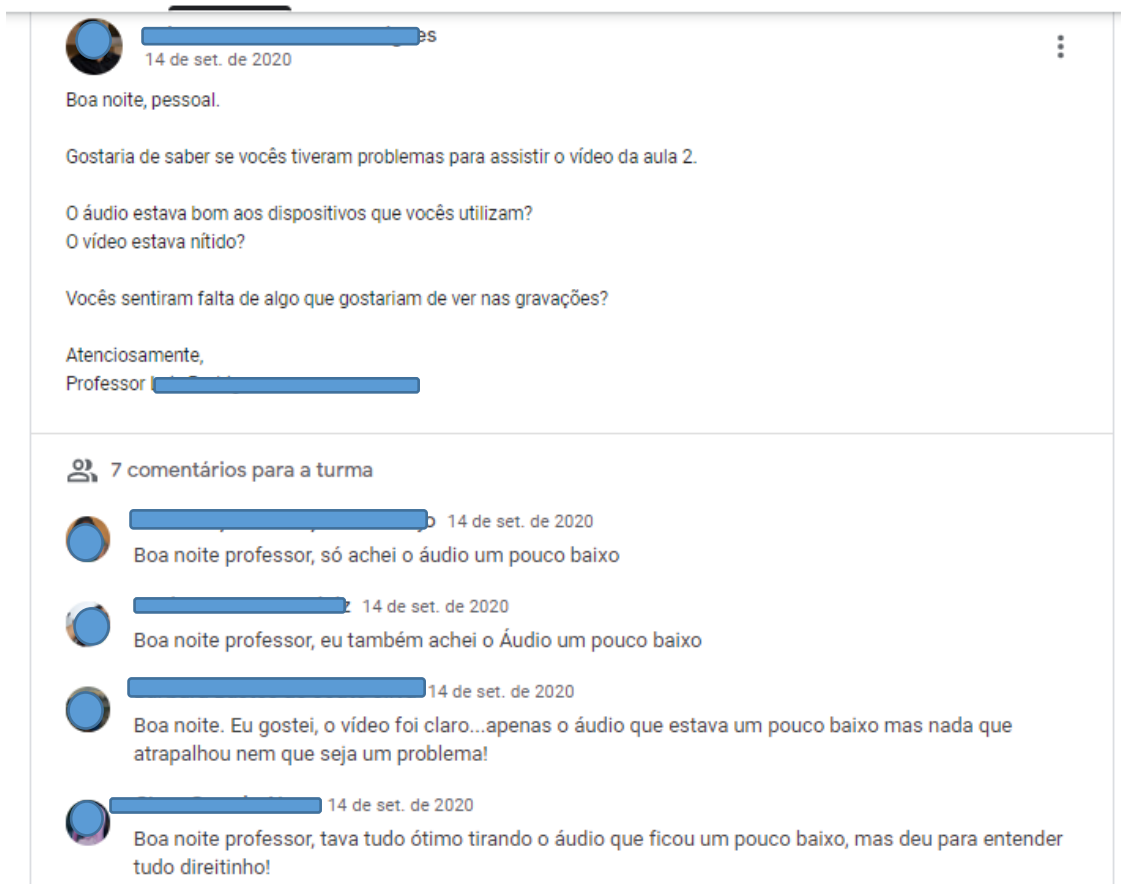 14 de set. de 2020
Boa noite, pessoal.
Gostaria de saber se vocês tiveram problemas para assistir o vídeo da aula 2.
O áudio estava bom aos dispositivos que vocês utilizam?
O vídeo estava nítido?
Vocês sentiram falta de algo que gostariam de ver nas gravações?
Atenciosamente,
Professor
7 comentários para a turma
14 de set. de 2020
Boa noite professor, só achei o áudio um pouco baixo
14 de set. de 2020
Boa noite professor, eu também achei o Áudio um pouco baixo
14 de set. de 2020
Boa noite. Eu gostei, o vídeo foi claro...apenas o áudio que estava um pouco baixo mas nada que
atrapalhou nem que seja um problema!
14 de set. de 2020
Boa noite professor, tava tudo ótimo tirando o áudio que ficou um pouco baixo, mas deu para entender
tudo direitinho!